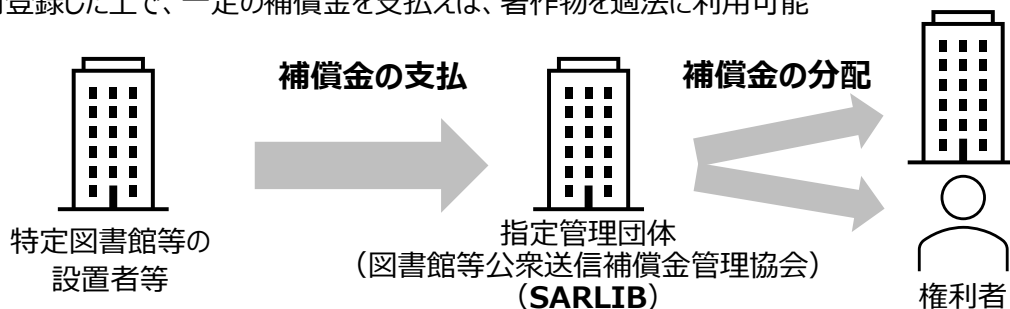 登録した上で、一定の補償金を支払えば、著作物を適法に利用可能
補償金の支払
補償金の分配
特定図書館等の
設置者等
指定管理団体
（図書館等公衆送信補償金管理協会）
（SARLIB）
権利者